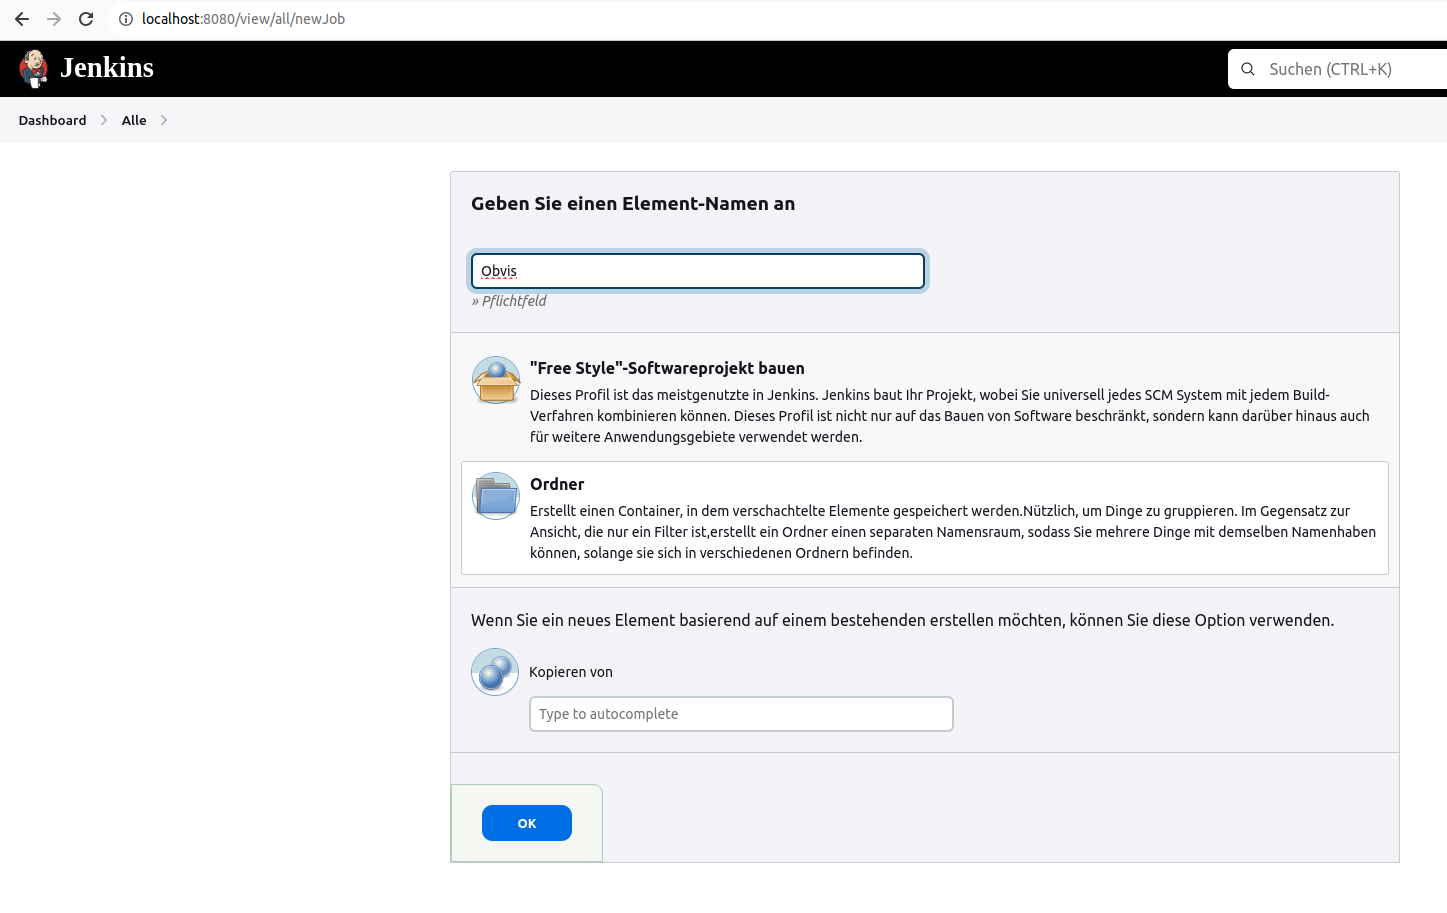 localhost:8080/view/all/newJob
Jenkins
Suchen (CTRL+K)
Dashboard
Alle
Geben Sie einen Element-Namen an
Obvis
» Pflichtfeld
"Free Style"-Softwareprojekt bauen
Dieses Profil ist das meistgenutzte in Jenkins. Jenkins baut Ihr Projekt, wobei Sie universell jedes SCM System mit jedem Build-
Verfahren kombinieren können. Dieses Profil ist nicht nur auf das Bauen von Software beschränkt, sondern kann darüber hinaus auch
für weitere Anwendungsgebiete verwendet werden.
Ordner
Erstellt einen Container, in dem verschachtelte Elemente gespeichert werden.Nützlich, um Dinge zu gruppieren. Im Gegensatz zur
Ansicht, die nur ein Filter ist,erstellt ein Ordner einen separaten Namensraum, sodass Sie mehrere Dinge mit demselben Namenhaben
können, solange sie sich in verschiedenen Ordnern befinden.
Wenn Sie ein neues Element basierend auf einem bestehenden erstellen möchten, können Sie diese Option verwenden.
Kopieren von
Type to autocomplete
OK